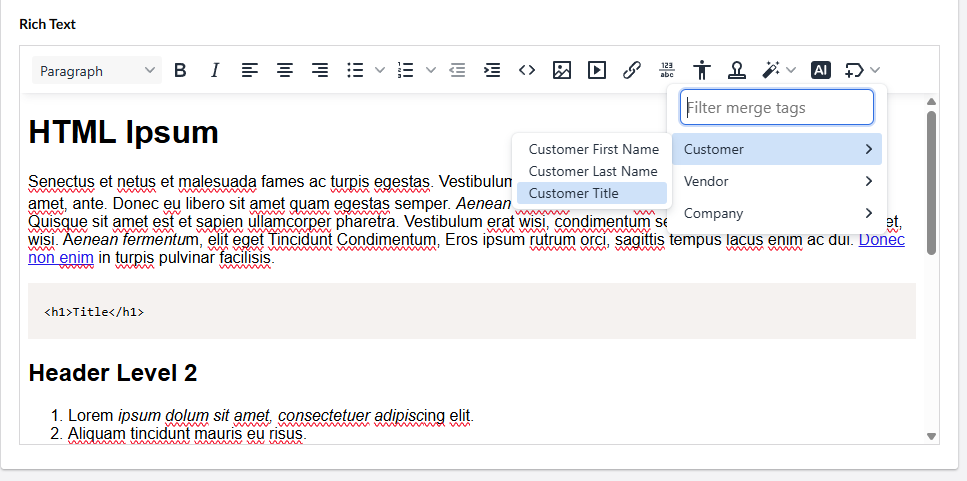 Rich Text
Paragraph
B
I
123
abc
AI
Filter merge tags
Customer
Vendor
Company
Customer First Name
Customer Last Name
Customer Title
HTML Ipsum
Senectus et netus et malesuada fames ac turpis egestas. Vestibulum
amet, ante. Donec eu libero sit amet quam egestas semper. Aenean
Quisque sit amet est et sapien ullamcorper pharetra. Vestibulum erat wisi, condimentum se et,
wisi. Aenean fermentum, elit eget Tincidunt Condimentum, Eros ipsum rutrum orci, sagittis tempus lacus enim ac dui. Donec
non enim in turpis pulvinar facilisis.
<h1>Title</h1>
Header Level 2
1. Lorem ipsum dolum sit amet, consectetuer adipiscing elit.
2. Aliquam tincidunt mauris eu risus.